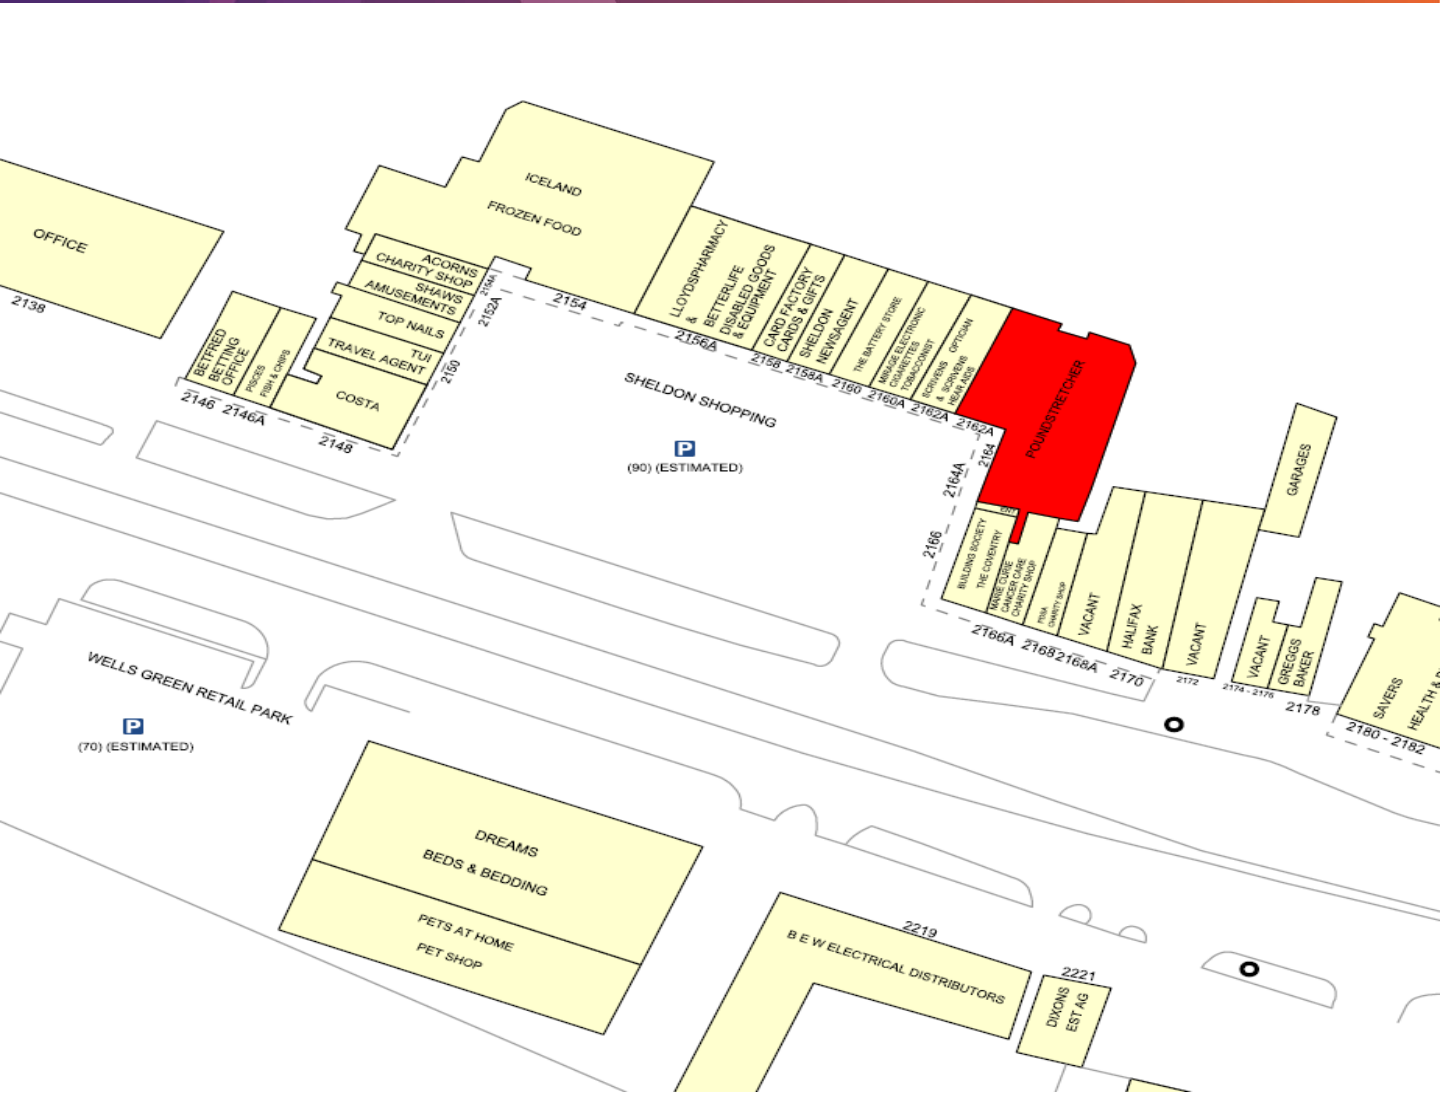 OFFICE
2138
BETFRED
BETTING
OFFICE
PISCES
FISH & CHIPS
2146
2146A
2148
ICELAND
FROZEN FOOD
ACORNS
CHARITY SHOP
SHAWS
AMUSEMENTS
TOP NAILS
TUI
TRAVEL AGENT
COSTA
2154A
2152A
2150
2154
LLOYDSPHARMACY
&
BETTERLIFE
DISABLED GOODS
& EQUIPMENT
2156A
CARD FACTORY
CARDS & GIFTS
2158
SHELDON
NEWSAGENT
2158A
THE BATTERY STORE
2160
MIRAGE ELECTRONIC
CIGARETTES
TOBACCONIST
2160A
SCRIVENS OPTICIAN
& SCRIVENS
HEAR AIDS
2162A
2162A
POUNDSTRETCHER
2164
2164A
2166
SHELDON SHOPPING
P
(90) (ESTIMATED)
ENT
BUILDING SOCIETY
THE COVENTRY
MARIE CURIE
CANCER CARE
CHARITY SHOP
CHARITY SHOP
VACANT
HALIFAX
BANK
VACANT
2166A
2168
2168A
2170
2172
GARAGES
VACANT
GREGGS
BAKER
2174 - 2176
2178
SAVERS
HEALTH &
2180 - 2182
WELLS GREEN RETAIL PARK
P
(70) (ESTIMATED)
DREAMS
BEDS & BEDDING
PETS AT HOME
PET SHOP
2219
B E W ELECTRICAL DISTRIBUTORS
2221
DIXONS
EST AG